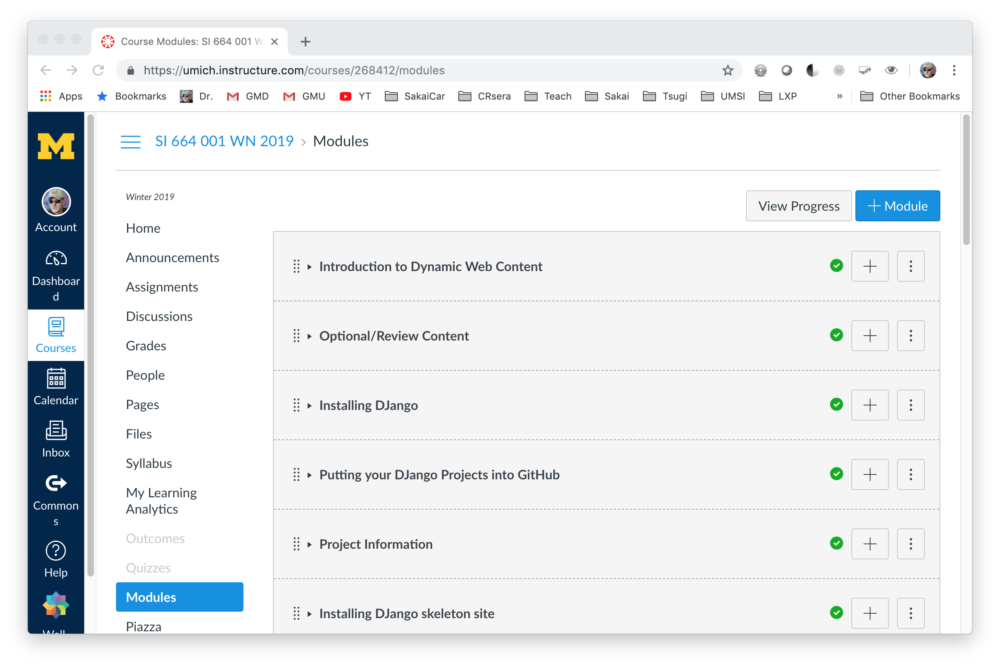 Course Modules: SI 664 001 W
https://umich.instructure.com/courses/268412/modules
Apps Bookmarks Dr. GMD GMU YT SakaiCar CRsera Teach Sakai Tsugi UMSI LXP » Other Bookmarks
M
SI 664 001 WN 2019 > Modules
Winter 2019
View Progress
+ Module
Account
Dashboar
d
Courses
Calendar
Inbox
Common
s
Help
Home
Announcements
Assignments
Discussions
Grades
People
Pages
Files
Syllabus
My Learning
Analytics
Outcomes
Quizzes
Modules
Piazza
Introduction to Dynamic Web Content
Optional/Review Content
Installing DJango
Putting your DJango Projects into GitHub
Project Information
Installing DJango skeleton site